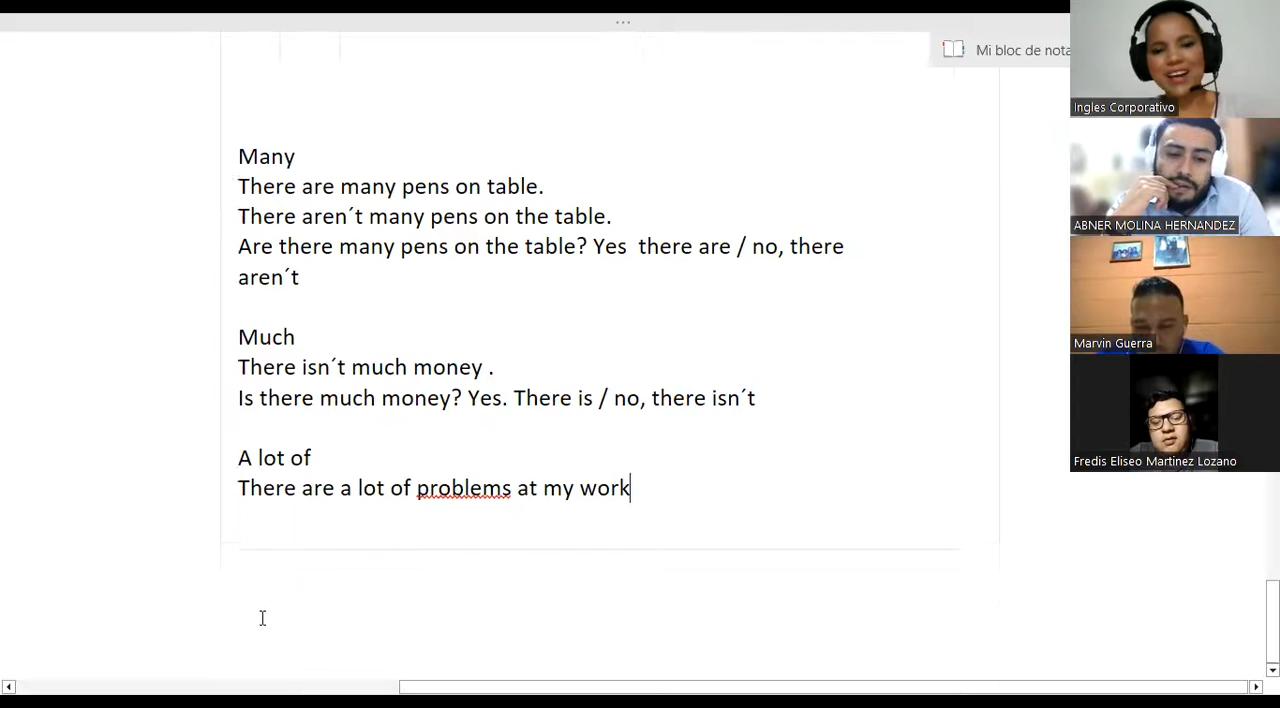 ...
Mi bloc de nota
Many
There are many pens on table.
There aren´t many pens on the table.
Are there many pens on the table? Yes  there are / no, there
aren´t
Much
There isn´t much money .
Is there much money? Yes. There is / no, there isn´t
A lot of
There are a lot of problems at my work
Ingles Corporativo
ABNER MOLINA HERNANDEZ
Marvin Guerra
Fredis Eliseo Martinez Lozano